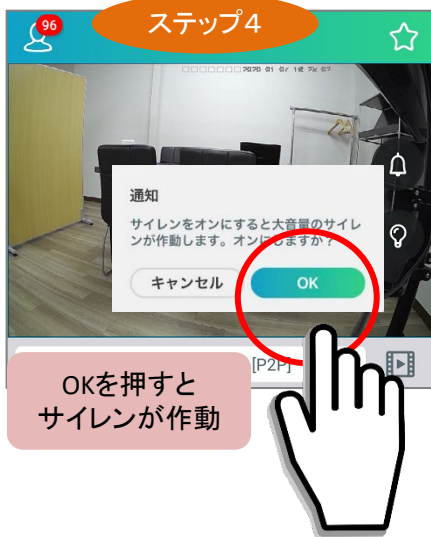 ステップ4
96
通知
サイレンをオンにすると大音量のサイレ
ンが作動します。オンにしますか?
キャンセル
OK
[P2P]
OKを押すと
サイレンが作動